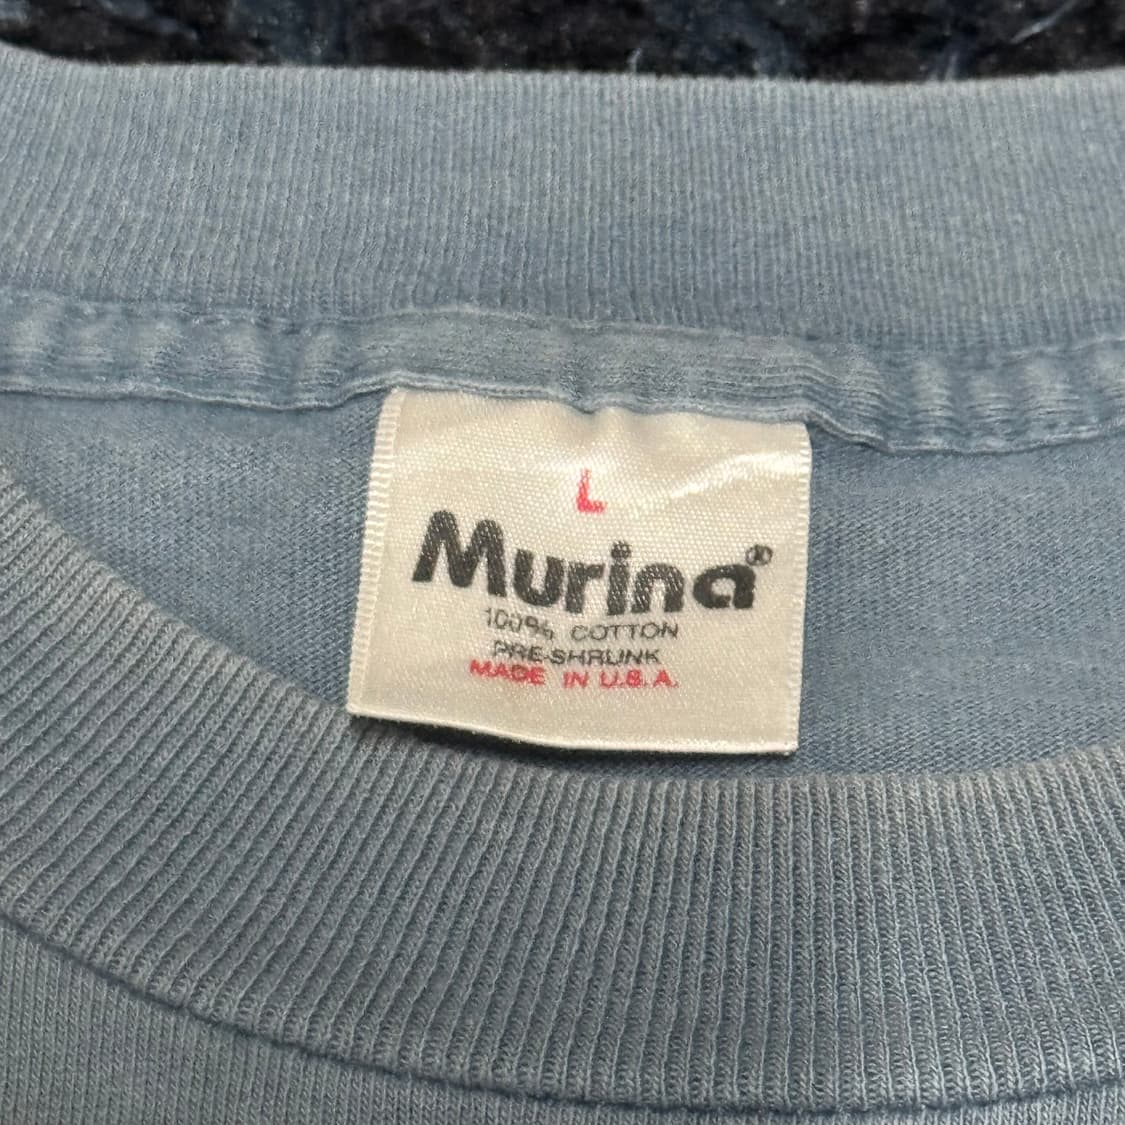 L
Murina®
100% COTTON
PRE-SHRUNK
MADE IN U.S.A.